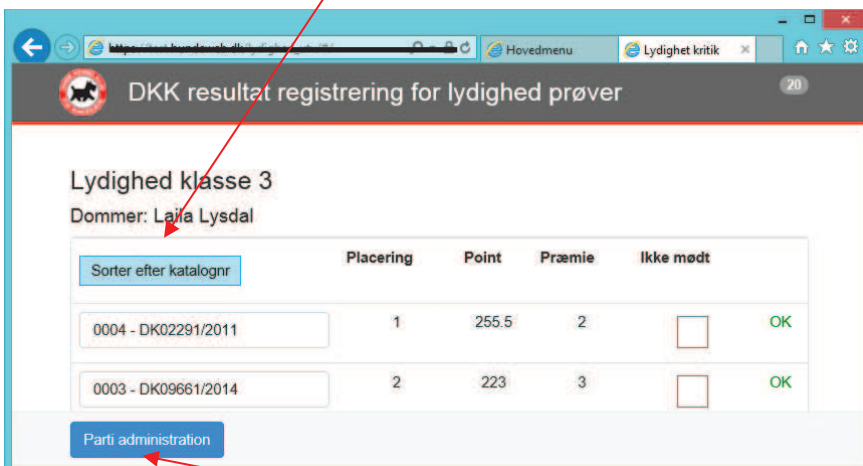 Hovedmenu
Lydighet kritik
DKK resultat registrering for lydighed prøver
20
Lydighed klasse 3
Dommer: Laila Lysdal
Sorter efter katalognr Placering Point Præmie Ikke mødt
0004 - DK02291/2011 1 255.5 2 OK
0003 - DK09661/2014 2 223 3 OK
Parti administration